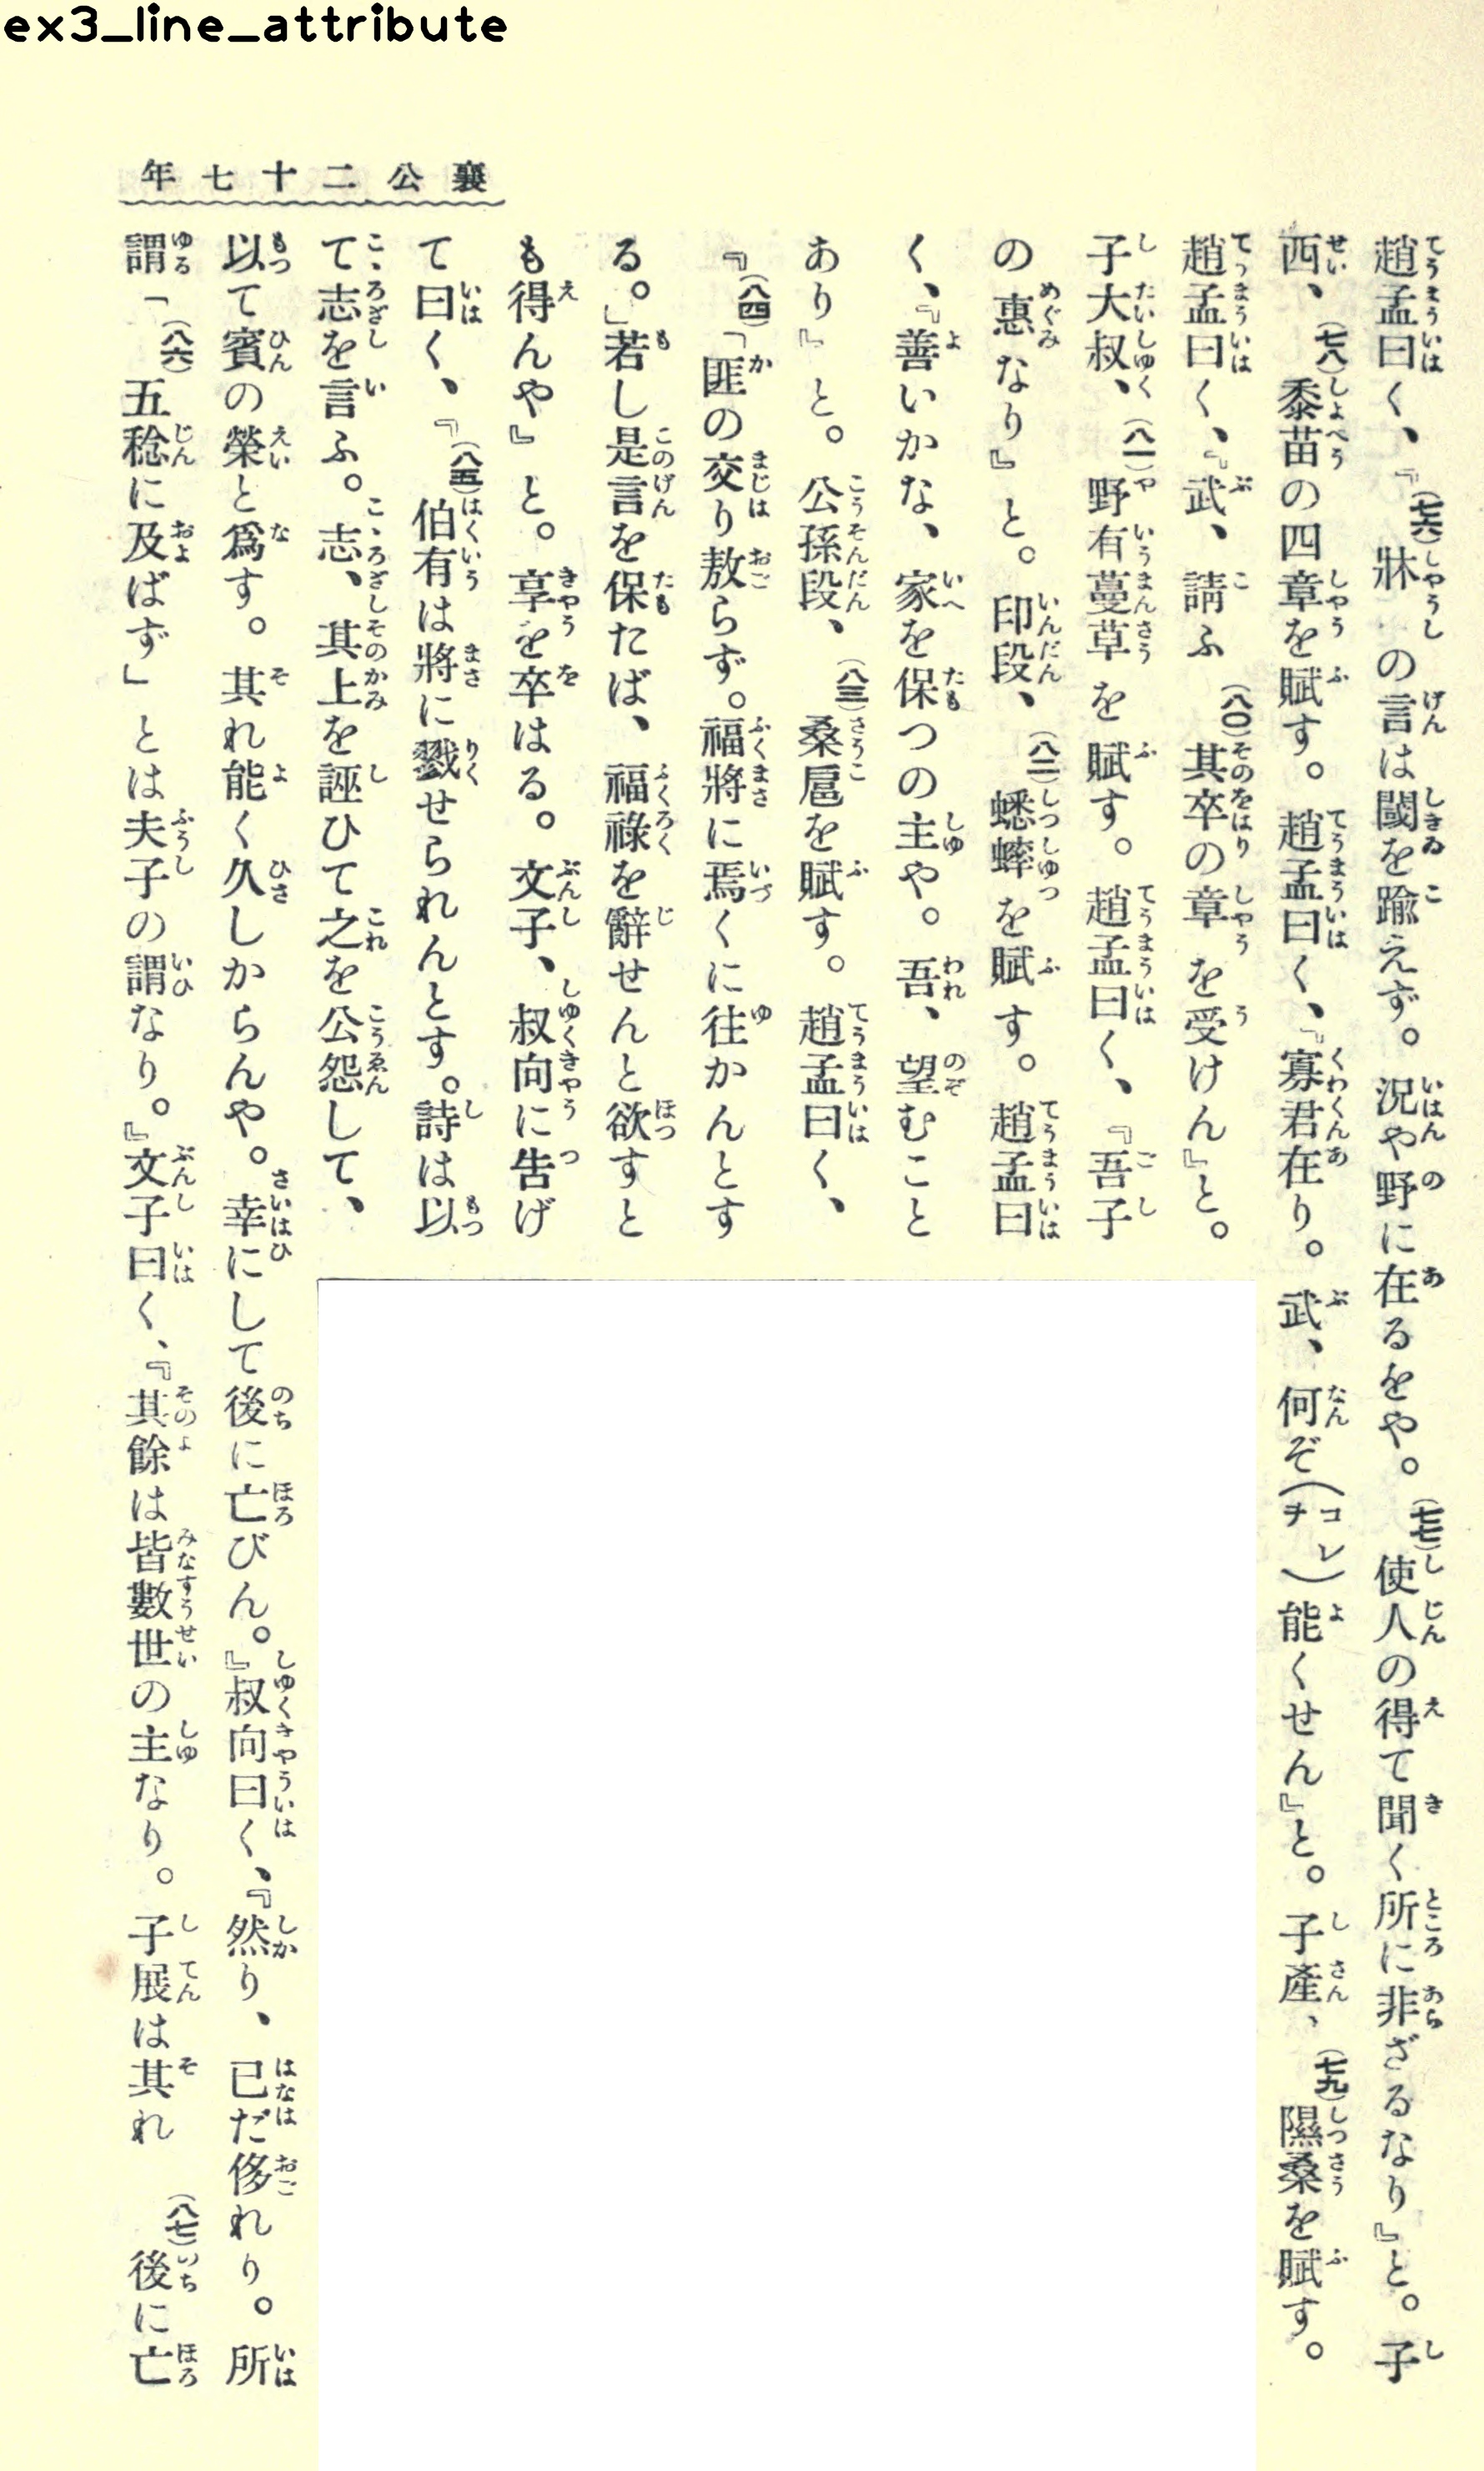 ex3_line_attribute
襄公二十七年
趙孟曰く、『(七六)牀の言は閾を踰えず。況や野に在るをや。(七七)使人の得て聞く所に非ざるなり』と。子
西、(七八)黍苗の四章を賦す。趙孟曰く、『寡君在り。武、何ぞ(コレヲ)能くせん』と。子產、(七九)隰桑を賦す。
趙孟曰く、『武、請ふ(八〇)其卒の章を受けん』と。
子大叔、(八一)野有蔓草を賦す。趙孟曰く、『吾子
の惠なり』と。印段、(八二)蟋蟀を賦す。趙孟曰
く、『善いかな、家を保つの主や。吾、望むこと
あり』と。公孫段、(八三)桑扈を賦す。趙孟曰く、
『(八四)「匪の交り敖らず。福將に焉くに往かんとす
る。」若し是言を保たば、福祿を辭せんと欲すと
も得んや』と。享を卒はる。文子、叔向に告げ
て曰く、『(八五)伯有は將に戮せられんとす。詩は以
て志を言ふ。志、其上を誣ひて之を公怨して、
以て賓の榮と爲す。其れ能く久しからんや。幸にして後に亡びん。』叔向曰く、『然り、已だ侈れり。所
謂「(八六)五稔に及ばず」とは夫子の謂なり。』文子曰く、『其餘は皆數世の主なり。子展は其れ(八七)後に亡